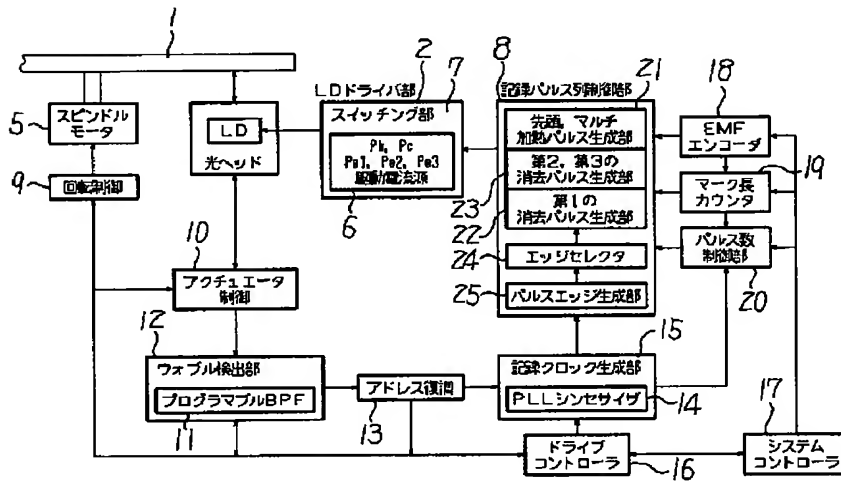 1
5
スピンドル
モータ
9
回転制御
LD
光ヘッド
10
アクチュエータ
制御
12
ウォブル検出部
プログラマブルBPF
11
アドレス復調
13
2
LDドライバ部
7
スイッチング部
Pb, Pc
Pe1, Pe2, Pe3
駆動電流源
6
8
記録パルス列制御部
21
先頭, マルチ
加熱パルス生成部
第2, 第3の
消去パルス生成部
23
第1の
消去パルス生成部
22
エッジセレクタ
24
パルスエッジ生成部
25
15
記録クロック生成部
PLLシンセサイザ
14
ドライブ
コントローラ
16
18
EMF
エンコーダ
19
マーク長
カウンタ
パルス数
制御部
20
17
システム
コントローラ